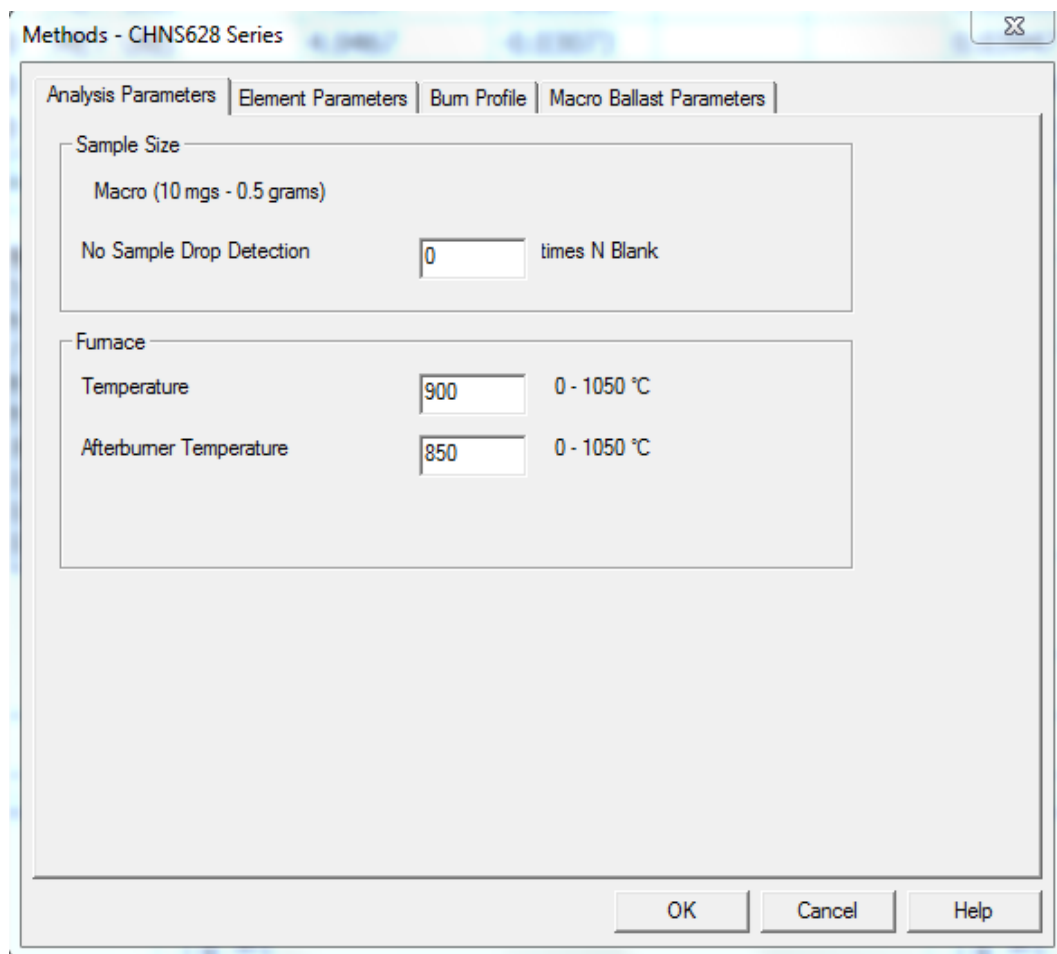 Methods - CHNS628 Series
Analysis Parameters Element Parameters Burn Profile Macro Ballast Parameters
Sample Size
Macro (10 mgs - 0.5 grams)
No Sample Drop Detection 0 times N Blank
Furnace
Temperature 900 0 - 1050 °C
Afterburner Temperature 850 0 - 1050 °C
OK Cancel Help